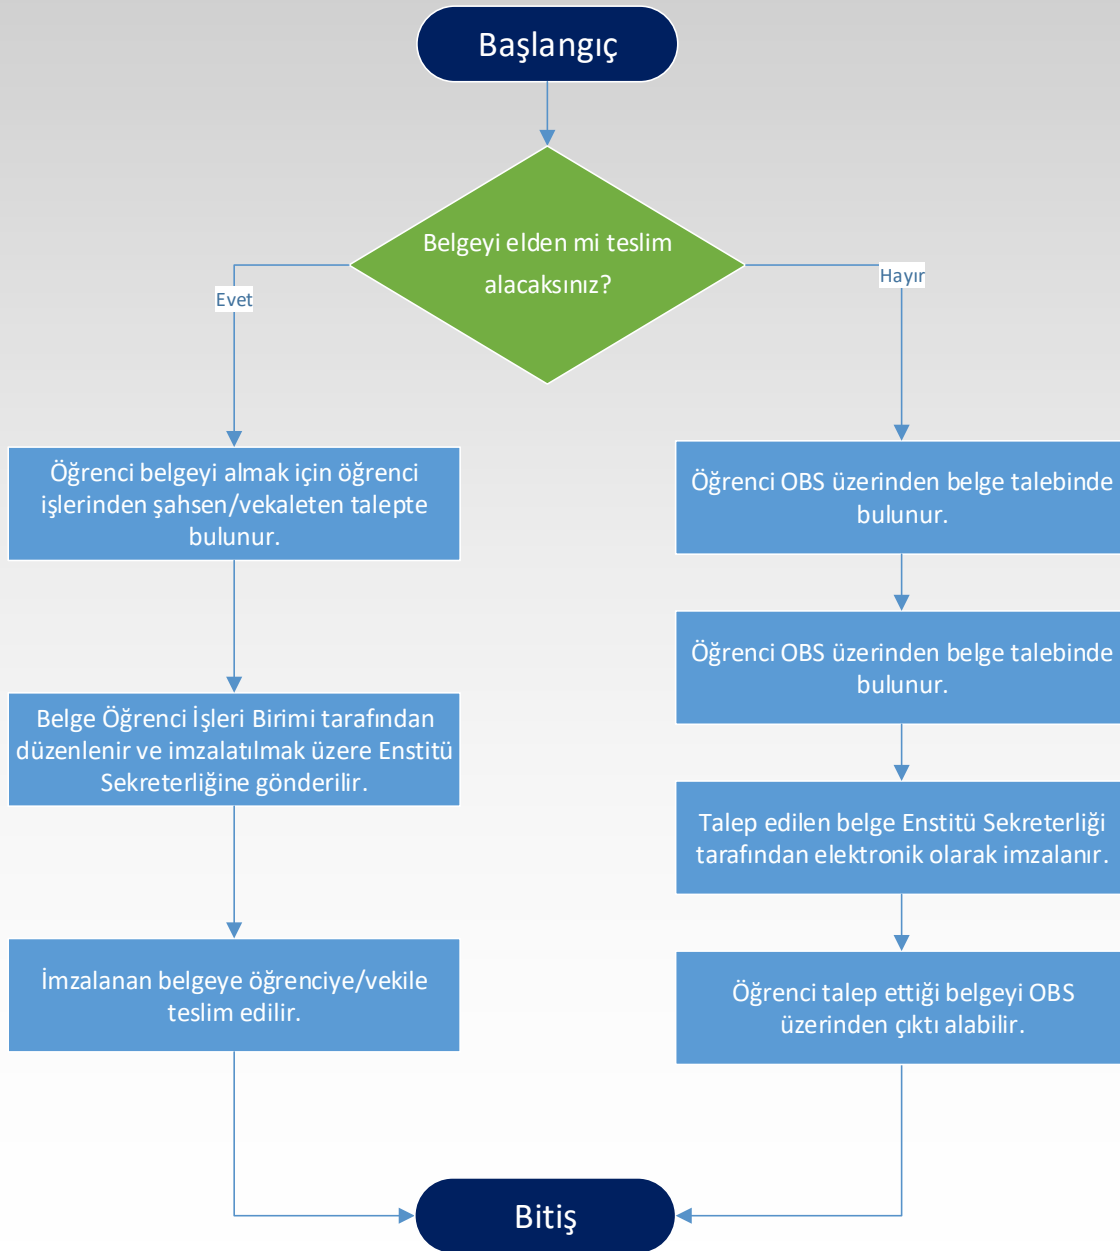 Başlangıç
Belgeyi elden mi teslim
alacaksınız?
Evet
Hayır
Öğrenci belgeyi almak için öğrenci
işlerinden şahsen/vekaleten talepte
bulunur.
Belge Öğrenci İşleri Birimi tarafından
düzenlenir ve imzalatılmak üzere Enstitü
Sekreterliğine gönderilir.
İmzalanan belgeye öğrenciye/vekile
teslim edilir.
Öğrenci OBS üzerinden belge talebinde
bulunur.
Öğrenci OBS üzerinden belge talebinde
bulunur.
Talep edilen belge Enstitü Sekreterliği
tarafından elektronik olarak imzalanır.
Öğrenci talep ettiği belgeyi OBS
üzerinden çıktı alabilir.
Bitiş